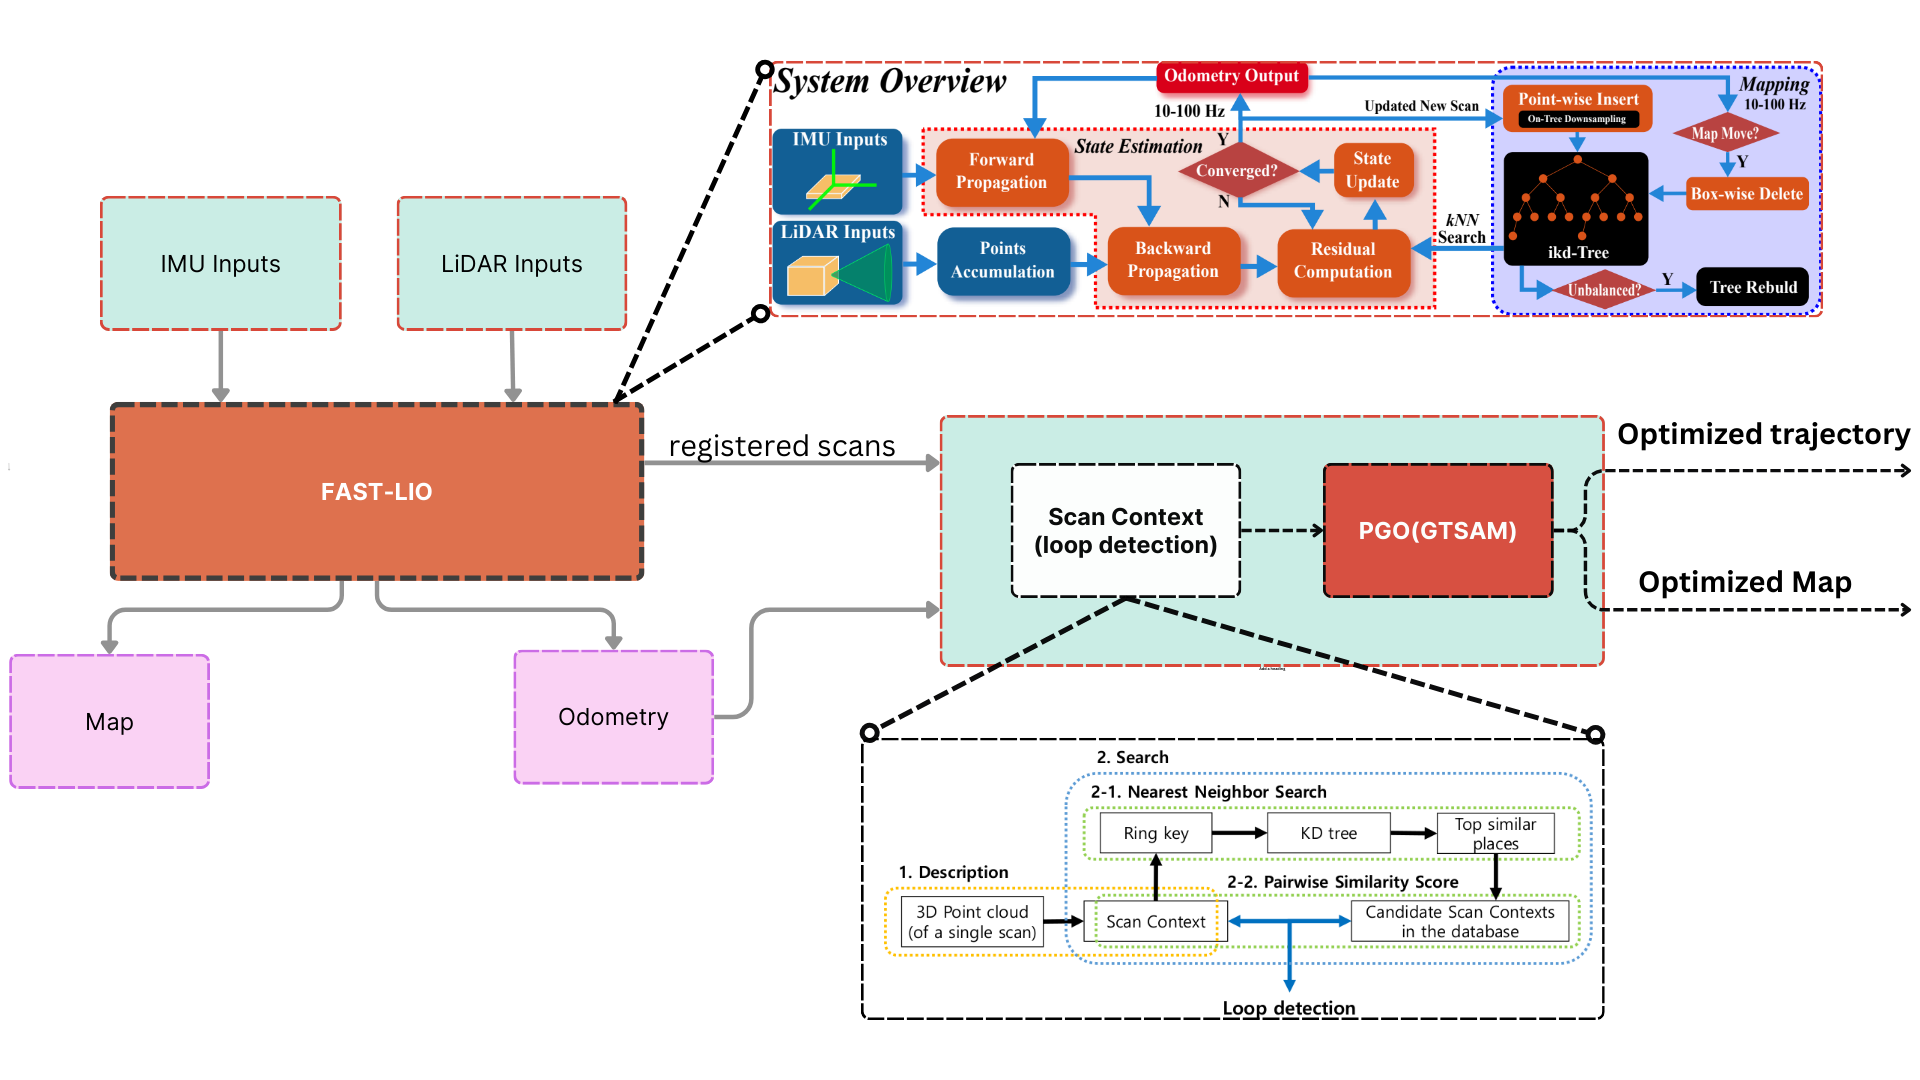 System Overview
Odometry Output
10-100 Hz
Updated New Scan
Mapping
10-100 Hz
Point-wise Insert
On-Tree Downsampling
Map Move?
Y
Box-wise Delete
IMU Inputs
State Estimation
Forward
Propagation
Y
Converged?
N
State
Update
kNN
Search
ikd-Tree
LiDAR Inputs
Points
Accumulation
Backward
Propagation
Residual
Computation
Unbalanced?
Y
Tree Rebuld
IMU Inputs
LiDAR Inputs
FAST-LIO
registered scans
Scan Context
(loop detection)
PGO(GTSAM)
Optimized trajectory
Optimized Map
Map
Odometry
Add a heading
2. Search
2-1. Nearest Neighbor Search
Ring key
KD tree
Top similar
places
1. Description
2-2. Pairwise Similarity Score
3D Point cloud
(of a single scan)
Scan Context
Candidate Scan Contexts
in the database
Loop detection